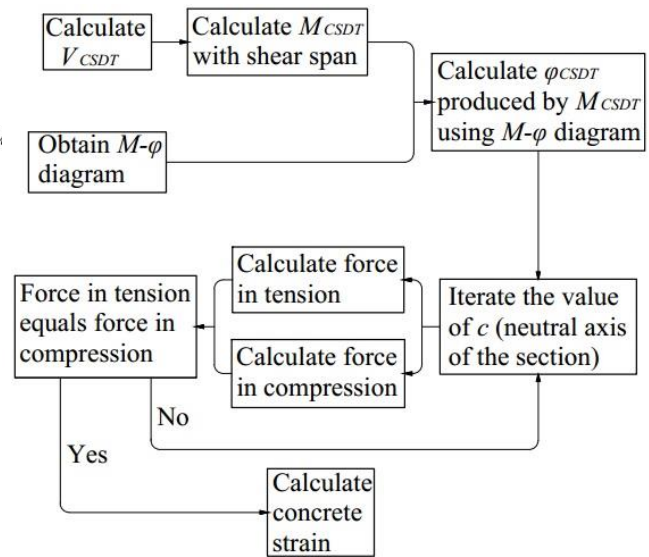 Calculate
V CSDT
Calculate M CSDT
with shear span
Calculate φCSDT
produced by MCSDT
using M-φ diagram
Obtain M-φ
diagram
Calculate force
in tension
Force in tension
equals force in
compression
Iterate the value
of c (neutral axis
of the section)
Calculate force
in compression
No
Yes
Calculate
concrete
strain